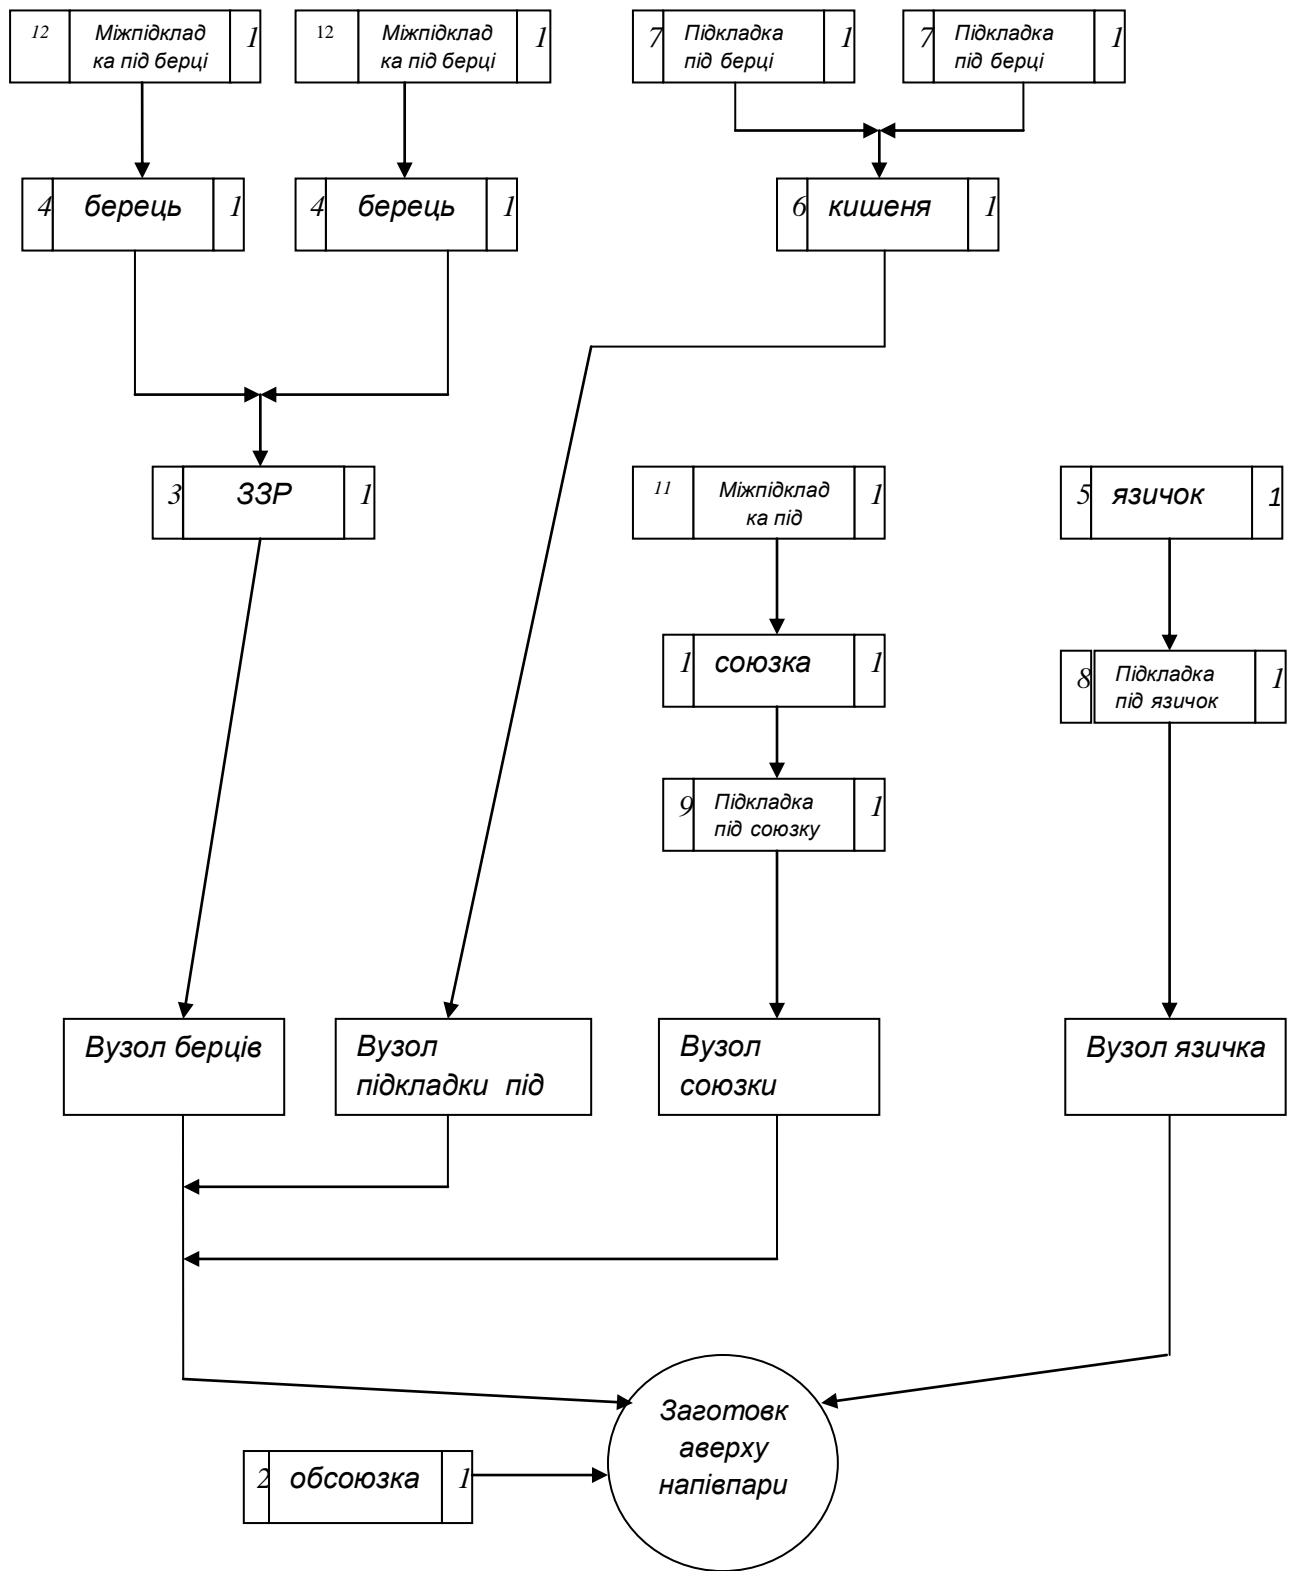 12 Міжпідклад 1
ка під берці
12 Міжпідклад 1
ка під берці
7 Підкладка 1
під берці
7 Підкладка 1
під берці
4 берець 1
4 берець 1
6 кишеня 1
3 ЗЗР 1
11 Міжпідклад 1
ка під
5 язичок 1
1 союзка 1
8 Підкладка 1
під язичок
9 Підкладка 1
під союзку
Вузол берців
Вузол
підкладки під
Вузол
союзки
Вузол язичка
Заготовк
аверху
напівпари
2 обсоюзка 1